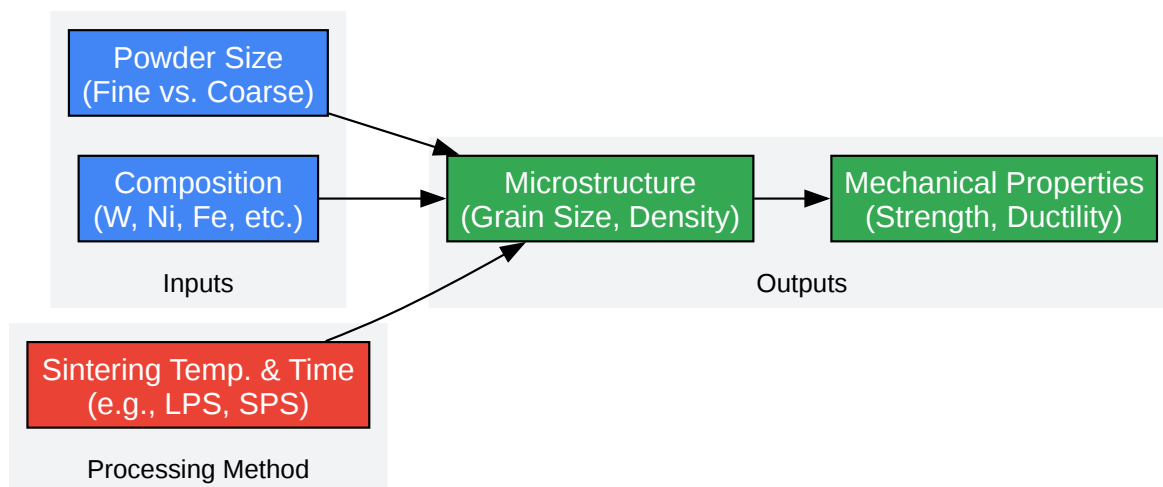 Powder Size
(Fine vs. Coarse)
Composition
(W, Ni, Fe, etc.)
Inputs
Microstructure
(Grain Size, Density)
Mechanical Properties
(Strength, Ductility)
Outputs
Sintering Temp. & Time
(e.g., LPS, SPS)
Processing Method